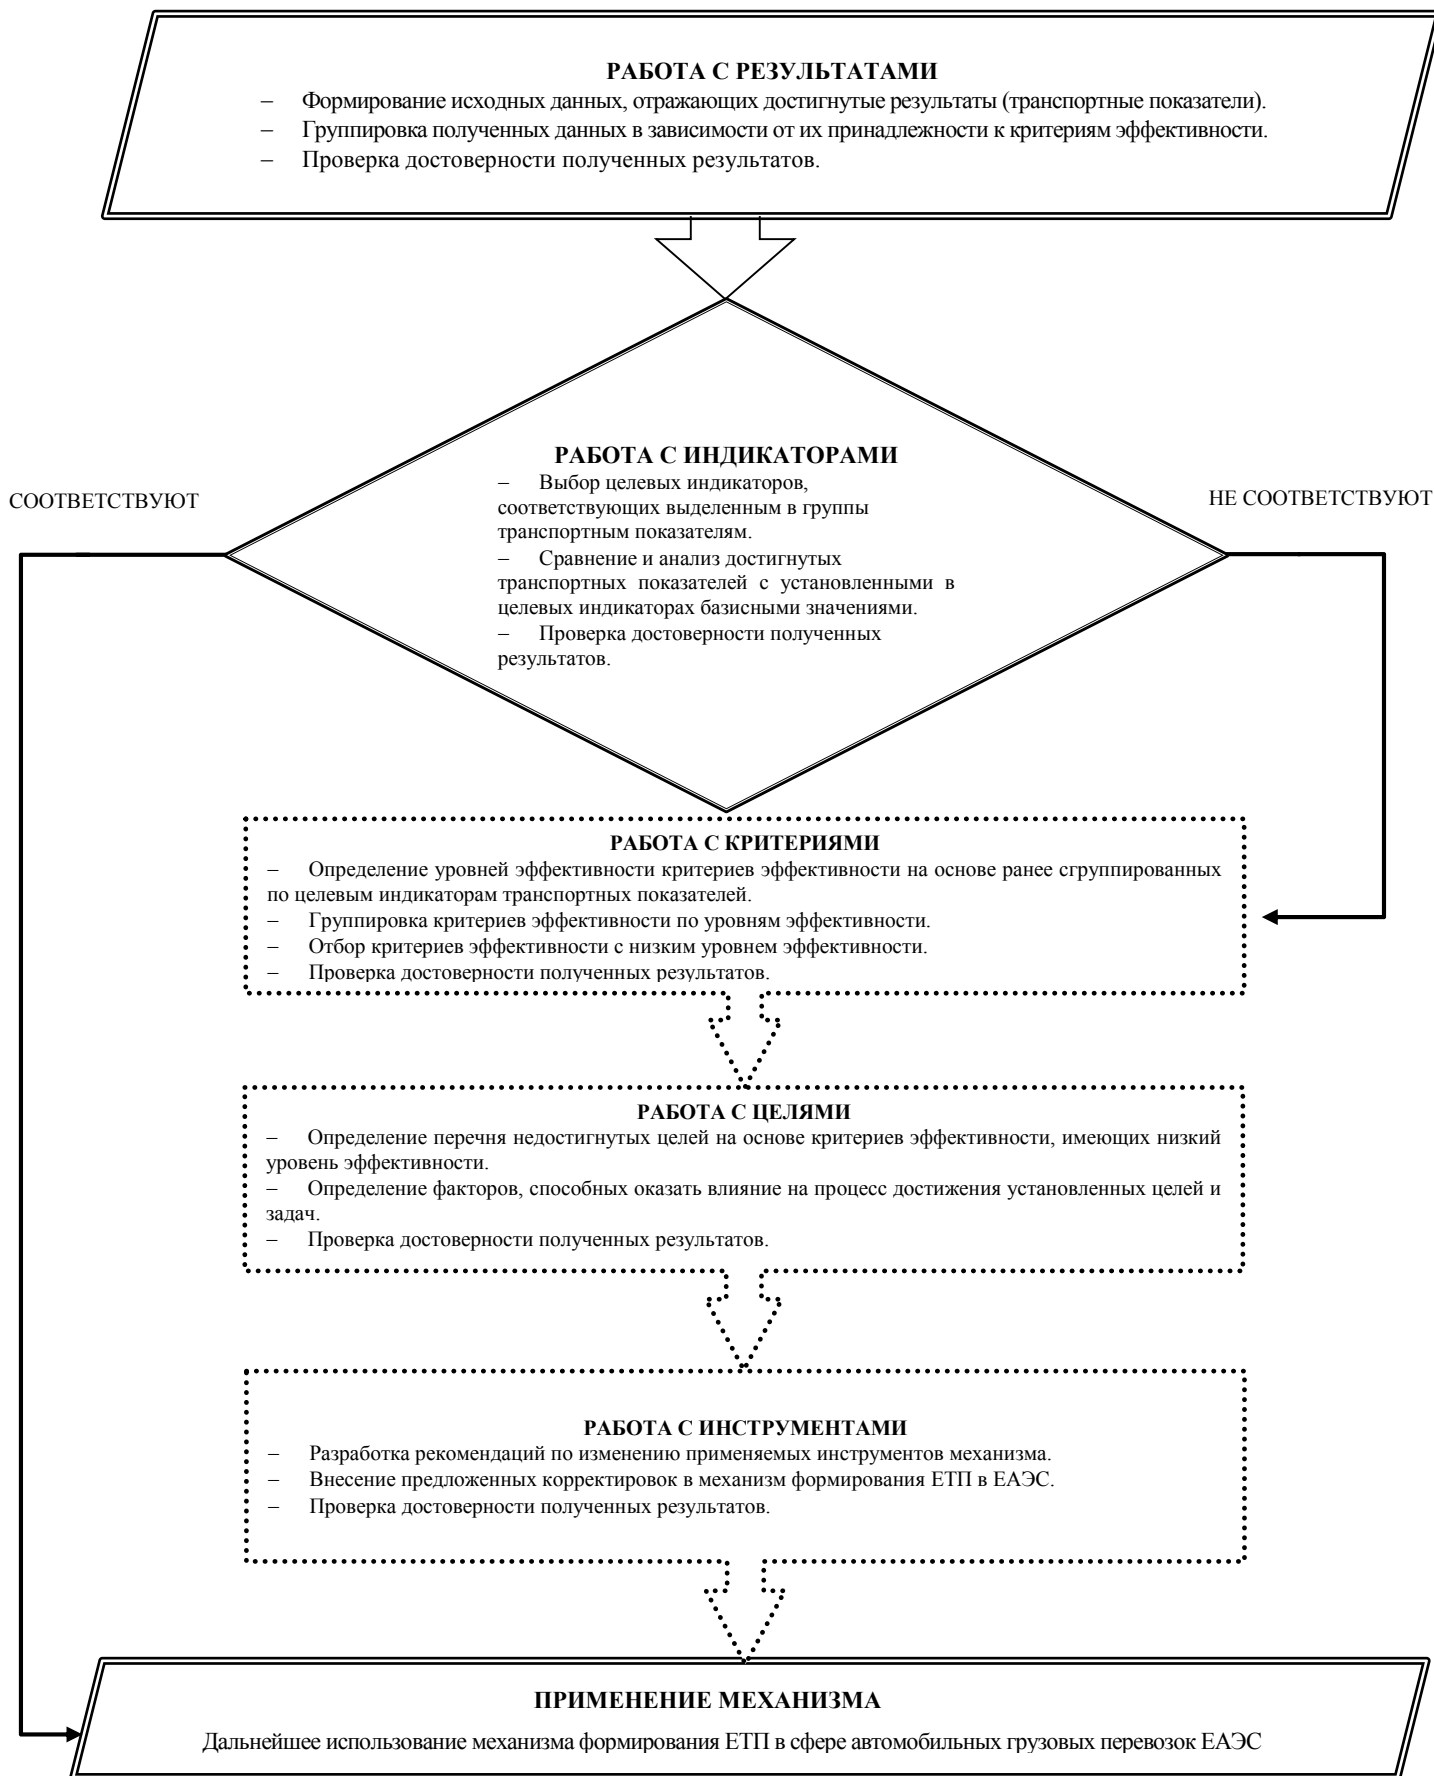 РАБОТА С РЕЗУЛЬТАТАМИ
– Формирование исходных данных, отражающих достигнутые результаты (транспортные показатели).
– Группировка полученных данных в зависимости от их принадлежности к критериям эффективности.
– Проверка достоверности полученных результатов.
РАБОТА С ИНДИКАТОРАМИ
– Выбор целевых индикаторов,
соответствующих выделенным в группы
транспортным показателям.
– Сравнение и анализ достигнутых
транспортных показателей с установленными в
целевых индикаторах базисными значениями.
– Проверка достоверности полученных
результатов.
СООТВЕТСТВУЮТ
НЕ СООТВЕТСТВУЮТ
РАБОТА С КРИТЕРИЯМИ
– Определение уровней эффективности критериев эффективности на основе ранее сгруппированных
по целевым индикаторам транспортных показателей.
– Группировка критериев эффективности по уровням эффективности.
– Отбор критериев эффективности с низким уровнем эффективности.
– Проверка достоверности полученных результатов.
РАБОТА С ЦЕЛЯМИ
– Определение перечня недостигнутых целей на основе критериев эффективности, имеющих низкий
уровень эффективности.
– Определение факторов, способных оказать влияние на процесс достижения установленных целей и
задач.
– Проверка достоверности полученных результатов.
РАБОТА С ИНСТРУМЕНТАМИ
– Разработка рекомендаций по изменению применяемых инструментов механизма.
– Внесение предложенных корректировок в механизм формирования ЕТП в ЕАЭС.
– Проверка достоверности полученных результатов.
ПРИМЕНЕНИЕ МЕХАНИЗМА
Дальнейшее использование механизма формирования ЕТП в сфере автомобильных грузовых перевозок ЕАЭС